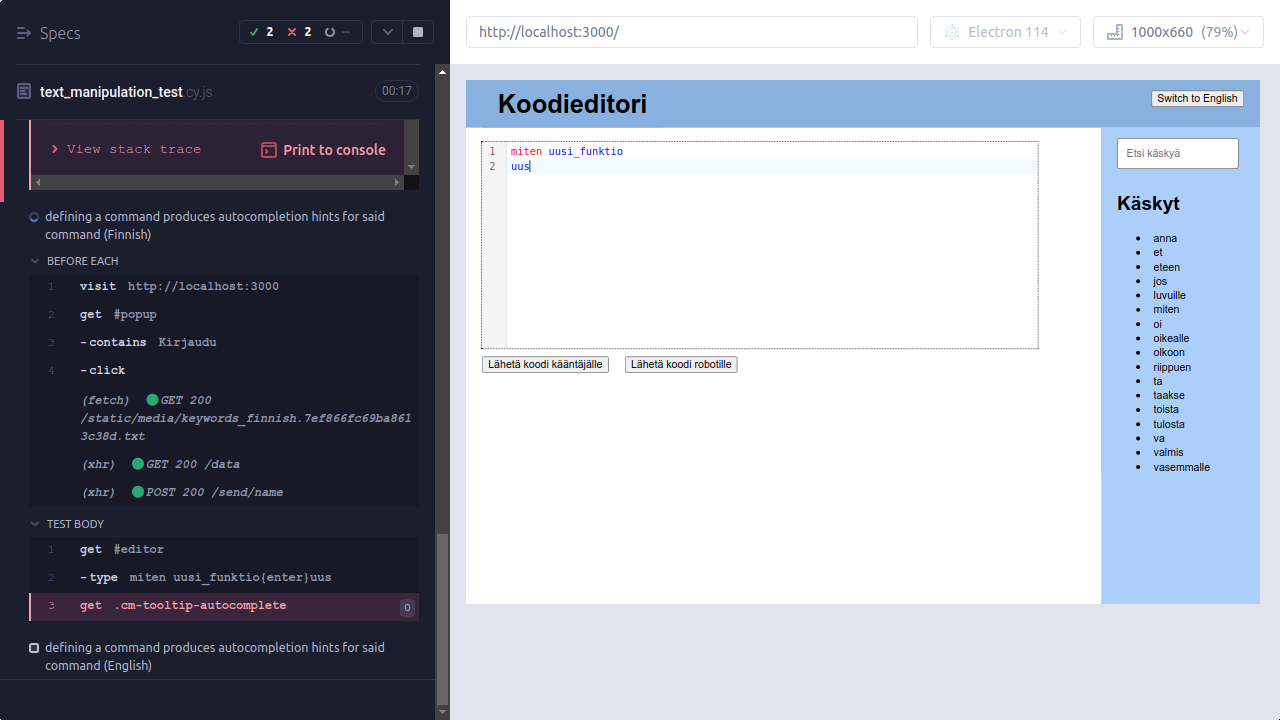 Specs
2
2
--
http://localhost:3000/
Electron 114
1000x660 (79%)
text_manipulation_test.cy.js
00:17
View stack trace
Print to console
defining a command produces autocompletion hints for said
command (Finnish)
BEFORE EACH
1 visit http://localhost:3000
2 get #popup
3 -contains Kirjaudu
4 -click
(fetch) GET 200
/static/media/keywords_finnish.7ef866fc69ba861
3c38d.txt
(xhr) GET 200 /data
(xhr) POST 200 /send/name
TEST BODY
1 get #editor
2 -type miten uusi_funktio{enter}uus
3 get .cm-tooltip-autocomplete 0
defining a command produces autocompletion hints for said
command (English)
Koodieditori
Switch to English
1 miten uusi_funktio
2 uus
Lähetä koodi kääntäjälle
Lähetä koodi robotille
Etsi käskyä
Käskyt
anna
et
eteen
jos
luvuille
miten
oi
oikealle
olkoon
riippuen
ta
taakse
toista
tulosta
va
valmis
vasemmalle